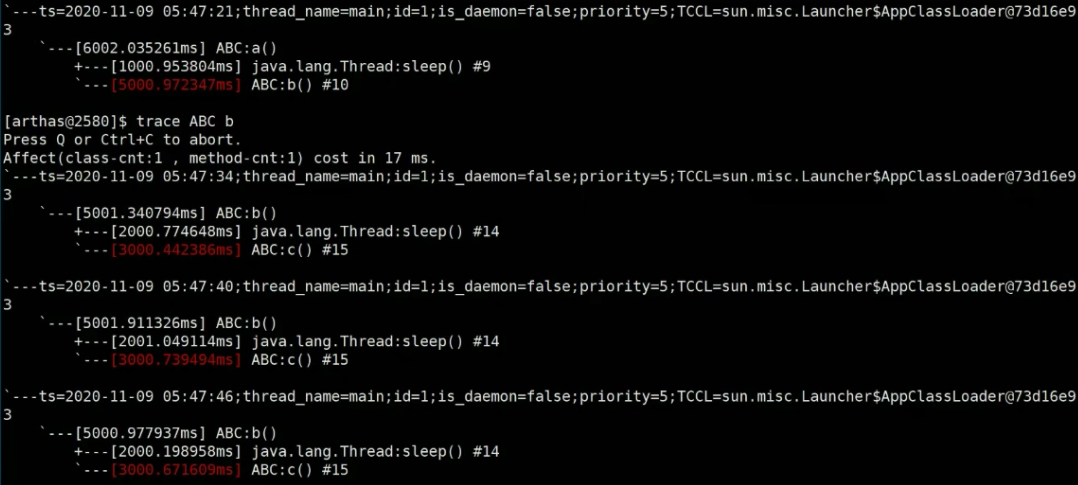 `---ts=2020-11-09 05:47:21;thread_name=main;id=1;is_daemon=false;priority=5;TCCL=sun.misc.Launcher$AppClassLoader@73d16e9
3
    `---[6002.035261ms] ABC:a()
        +---[1000.953804ms] java.lang.Thread:sleep() #9
        `---[5000.972347ms] ABC:b() #10

[arthas@2580]$ trace ABC b
Press Q or Ctrl+C to abort.
Affect(class-cnt:1 , method-cnt:1) cost in 17 ms.
`---ts=2020-11-09 05:47:34;thread_name=main;id=1;is_daemon=false;priority=5;TCCL=sun.misc.Launcher$AppClassLoader@73d16e9
3
    `---[5001.340794ms] ABC:b()
        +---[2000.774648ms] java.lang.Thread:sleep() #14
        `---[3000.442386ms] ABC:c() #15

`---ts=2020-11-09 05:47:40;thread_name=main;id=1;is_daemon=false;priority=5;TCCL=sun.misc.Launcher$AppClassLoader@73d16e9
3
    `---[5001.911326ms] ABC:b()
        +---[2001.049114ms] java.lang.Thread:sleep() #14
        `---[3000.739494ms] ABC:c() #15

`---ts=2020-11-09 05:47:46;thread_name=main;id=1;is_daemon=false;priority=5;TCCL=sun.misc.Launcher$AppClassLoader@73d16e9
3
    `---[5000.977937ms] ABC:b()
        +---[2000.198958ms] java.lang.Thread:sleep() #14
        `---[3000.671609ms] ABC:c() #15